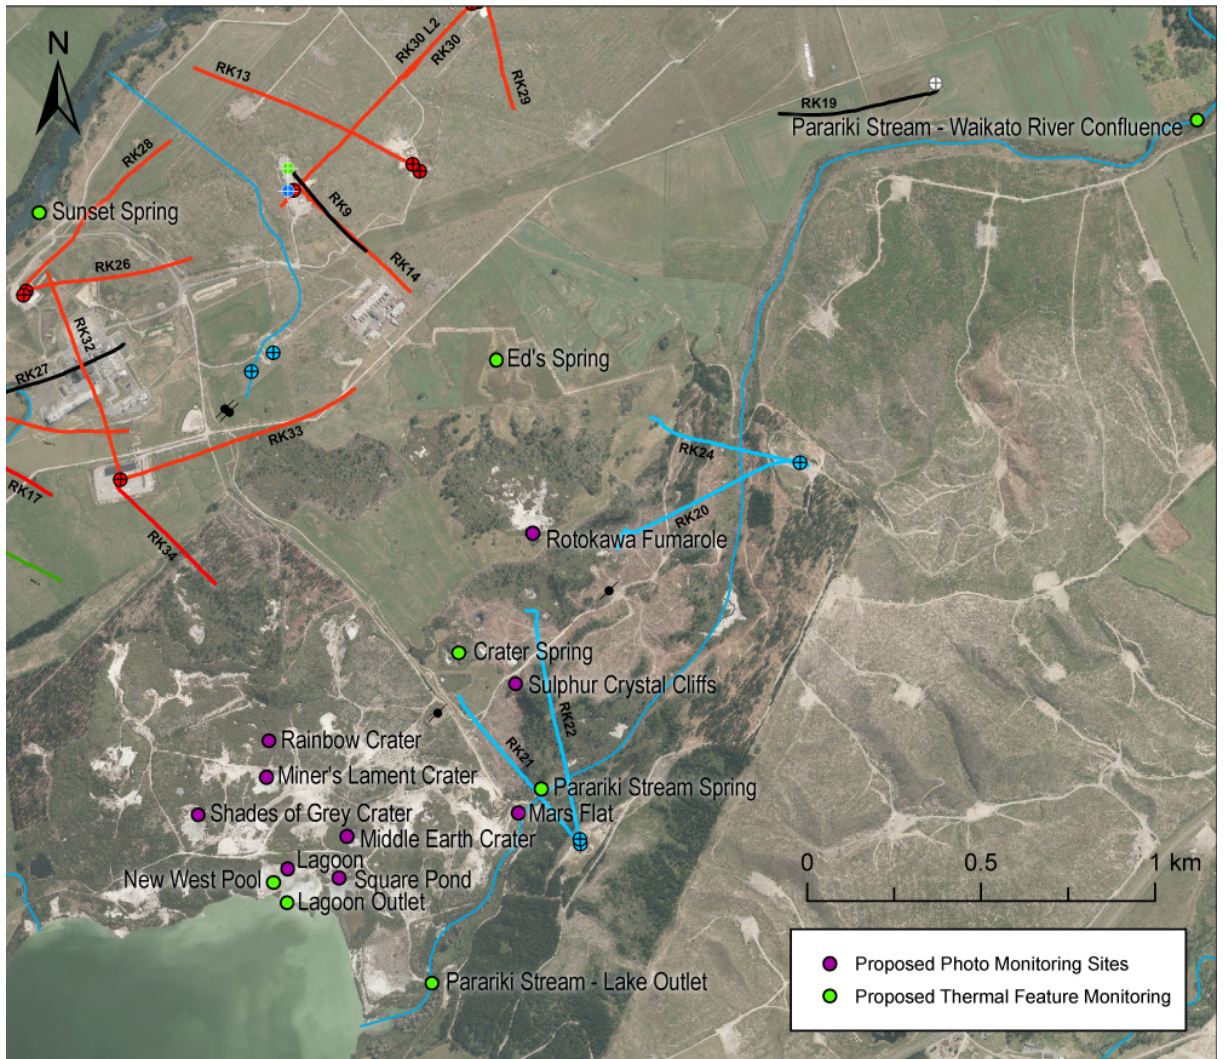 N
RK30 L2
RK30
RK13
RK29
RK19
Parariki Stream - Waikato River Confluence
RK28
RK9
Sunset Spring
RK14
RK26
RK32
Ed's Spring
RK27
RK33
RK24
RK17
RK20
RK34
Rotokawa Fumarole
Crater Spring
Sulphur Crystal Cliffs
RK22
RK21
Rainbow Crater
Miner's Lament Crater
Parariki Stream Spring
Shades of Grey Crater
Mars Flat
Middle Earth Crater
Lagoon
New West Pool
Square Pond
Lagoon Outlet
0 0.5 1 km
Parariki Stream - Lake Outlet
Proposed Photo Monitoring Sites
Proposed Thermal Feature Monitoring